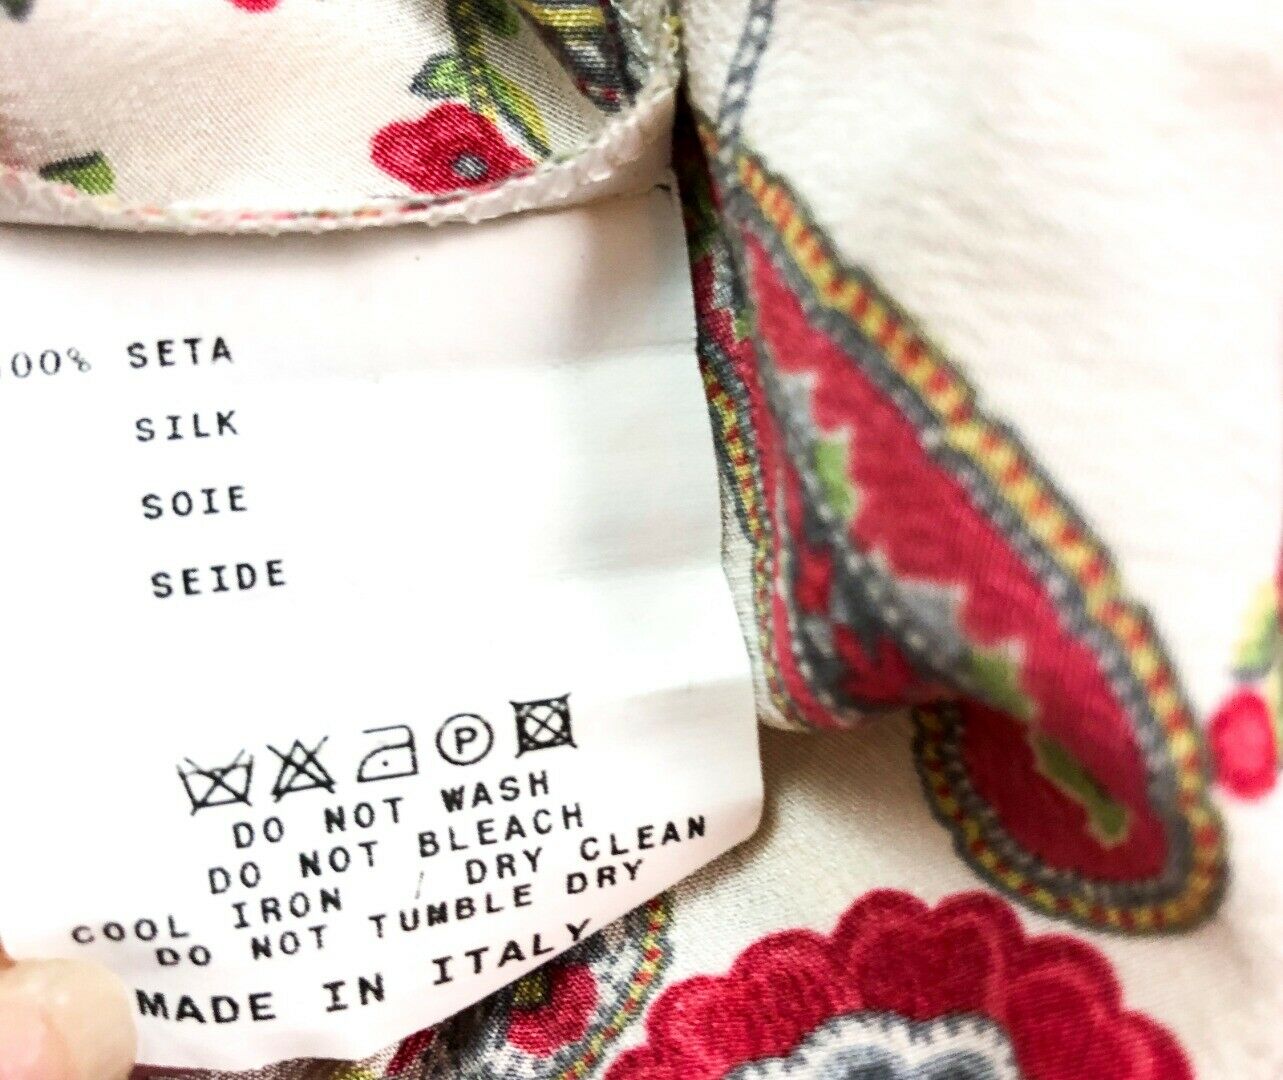 00% SETA
SILK
SOIE
SEIDE
P
DO NOT WASH
DO NOT BLEACH
COOL IRON / DRY CLEAN
DO NOT TUMBLE DRY
MADE IN ITALY